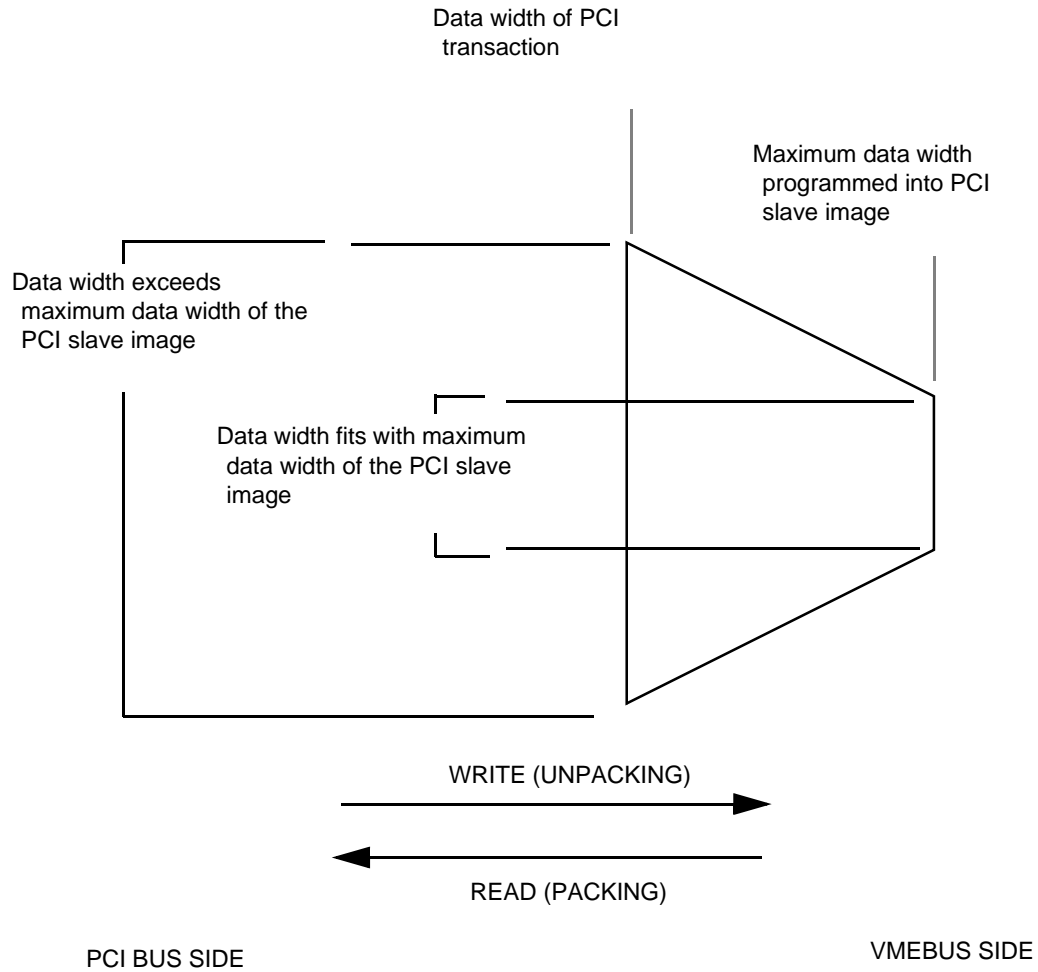 Data width of PCI
transaction
Maximum data width
programmed into PCI
slave image
Data width exceeds
maximum data width of the
PCI slave image
Data width fits with maximum
data width of the PCI slave
image
WRITE (UNPACKING)
READ (PACKING)
PCI BUS SIDE
VMEBUS SIDE